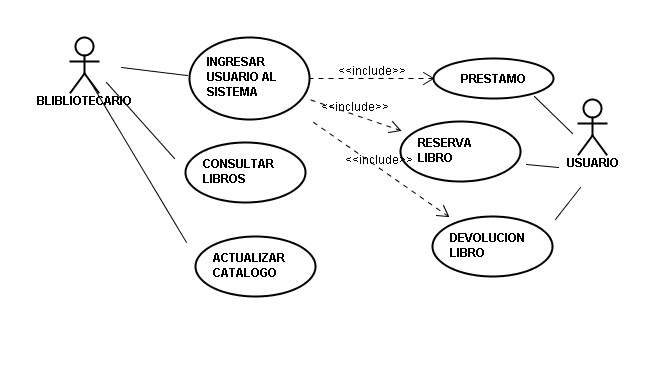 INGRESAR
USUARIO AL
SISTEMA
<<include>>
PRESTAMO
BLIBLIOTECARIO
<<include>>
RESERVA
LIBRO
USUARIO
CONSULTAR
LIBROS
<<include>>
DEVOLUCION
LIBRO
ACTUALIZAR
CATALOGO